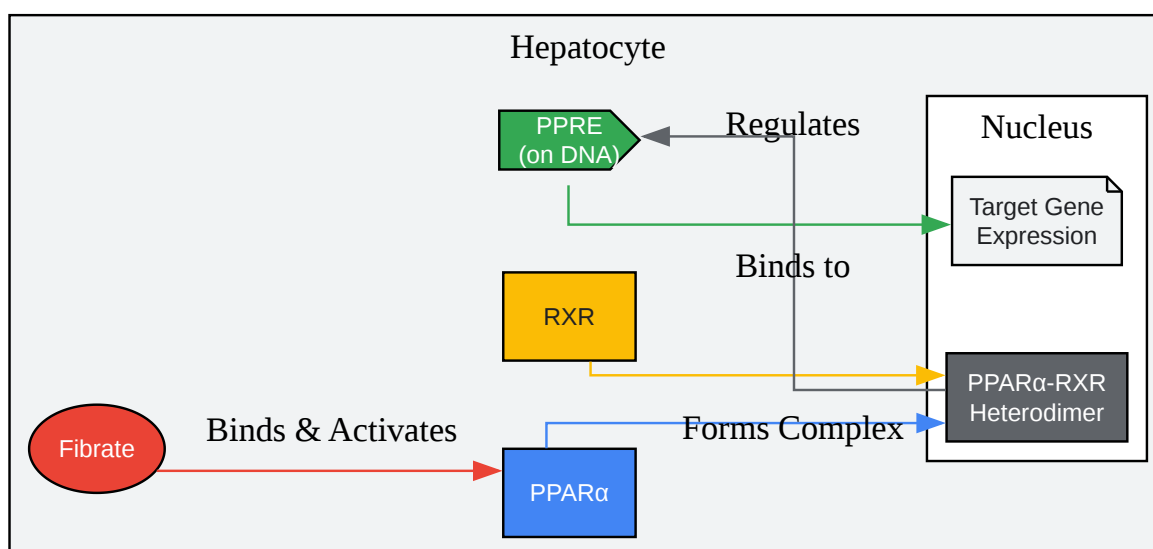 Hepatocyte
PPRE
(on DNA)
Regulates
Nucleus
Target Gene
Expression
Binds to
RXR
PPARα-RXR
Heterodimer
Fibrate
Binds & Activates
Forms Complex
PPARα